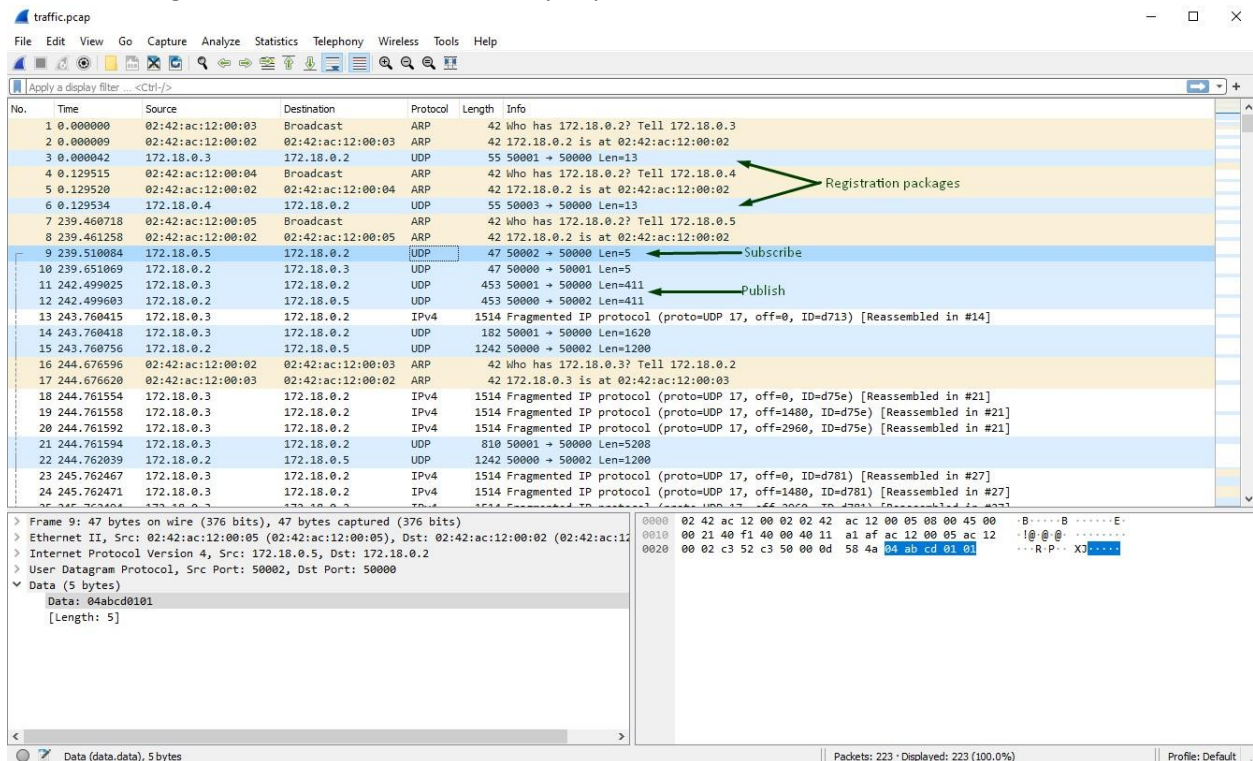 traffic.pcap
File Edit View Go Capture Analyze Statistics Telephony Wireless Tools Help
Apply a display filter ... <Ctrl-/>
No. Time Source Destination Protocol Length Info
1 0.000000 02:42:ac:12:00:03 Broadcast ARP 42 Who has 172.18.0.2? Tell 172.18.0.3
2 0.000009 02:42:ac:12:00:02 02:42:ac:12:00:03 ARP 42 172.18.0.2 is at 02:42:ac:12:00:02
3 0.000042 172.18.0.3 172.18.0.2 UDP 55 50001 → 50000 Len=13
4 0.129515 02:42:ac:12:00:04 Broadcast ARP 42 Who has 172.18.0.2? Tell 172.18.0.4
Registration packages
5 0.129520 02:42:ac:12:00:02 02:42:ac:12:00:04 ARP 42 172.18.0.2 is at 02:42:ac:12:00:02
6 0.129534 172.18.0.4 172.18.0.2 UDP 55 50003 → 50000 Len=13
7 239.460718 02:42:ac:12:00:05 Broadcast ARP 42 Who has 172.18.0.2? Tell 172.18.0.5
8 239.461258 02:42:ac:12:00:02 02:42:ac:12:00:05 ARP 42 172.18.0.2 is at 02:42:ac:12:00:02
9 239.510084 172.18.0.5 172.18.0.2 UDP 47 50002 → 50000 Len=5 Subscribe
10 239.651069 172.18.0.2 172.18.0.3 UDP 47 50000 → 50001 Len=5
11 242.499025 172.18.0.3 172.18.0.2 UDP 453 50001 → 50000 Len=411
Publish
12 242.499603 172.18.0.2 172.18.0.5 UDP 453 50000 → 50002 Len=411
13 243.760415 172.18.0.3 172.18.0.2 IPv4 1514 Fragmented IP protocol (proto=UDP 17, off=0, ID=d713) [Reassembled in #14]
14 243.760418 172.18.0.3 172.18.0.2 UDP 182 50001 → 50000 Len=1620
15 243.760756 172.18.0.2 172.18.0.5 UDP 1242 50000 → 50002 Len=1200
16 244.676596 02:42:ac:12:00:02 02:42:ac:12:00:03 ARP 42 Who has 172.18.0.3? Tell 172.18.0.2
17 244.676620 02:42:ac:12:00:03 02:42:ac:12:00:02 ARP 42 172.18.0.3 is at 02:42:ac:12:00:03
18 244.761554 172.18.0.3 172.18.0.2 IPv4 1514 Fragmented IP protocol (proto=UDP 17, off=0, ID=d75e) [Reassembled in #21]
19 244.761558 172.18.0.3 172.18.0.2 IPv4 1514 Fragmented IP protocol (proto=UDP 17, off=1480, ID=d75e) [Reassembled in #21]
20 244.761592 172.18.0.3 172.18.0.2 IPv4 1514 Fragmented IP protocol (proto=UDP 17, off=2960, ID=d75e) [Reassembled in #21]
21 244.761594 172.18.0.3 172.18.0.2 UDP 810 50001 → 50000 Len=5208
22 244.762039 172.18.0.2 172.18.0.5 UDP 1242 50000 → 50002 Len=1200
23 245.762467 172.18.0.3 172.18.0.2 IPv4 1514 Fragmented IP protocol (proto=UDP 17, off=0, ID=d781) [Reassembled in #27]
24 245.762471 172.18.0.3 172.18.0.2 IPv4 1514 Fragmented IP protocol (proto=UDP 17, off=1480, ID=d781) [Reassembled in #27]
Frame 9: 47 bytes on wire (376 bits), 47 bytes captured (376 bits)
Ethernet II, Src: 02:42:ac:12:00:05 (02:42:ac:12:00:05), Dst: 02:42:ac:12:00:02 (02:42:ac:12
Internet Protocol Version 4, Src: 172.18.0.5, Dst: 172.18.0.2
User Datagram Protocol, Src Port: 50002, Dst Port: 50000
Data (5 bytes)
Data: 04abcd0101
[Length: 5]
0000 02 42 ac 12 00 02 02 42 ac 12 00 05 08 00 45 00 ·B·····B ······E·
0010 00 21 40 f1 40 00 40 11 a1 af ac 12 00 05 ac 12 ·!@·@·@· ········
0020 00 02 c3 52 c3 50 00 0d 58 4a 04 ab cd 01 01 ···R·P·· XJ·····
Data (data.data), 5 bytes
Packets: 223 · Displayed: 223 (100.0%)
Profile: Default